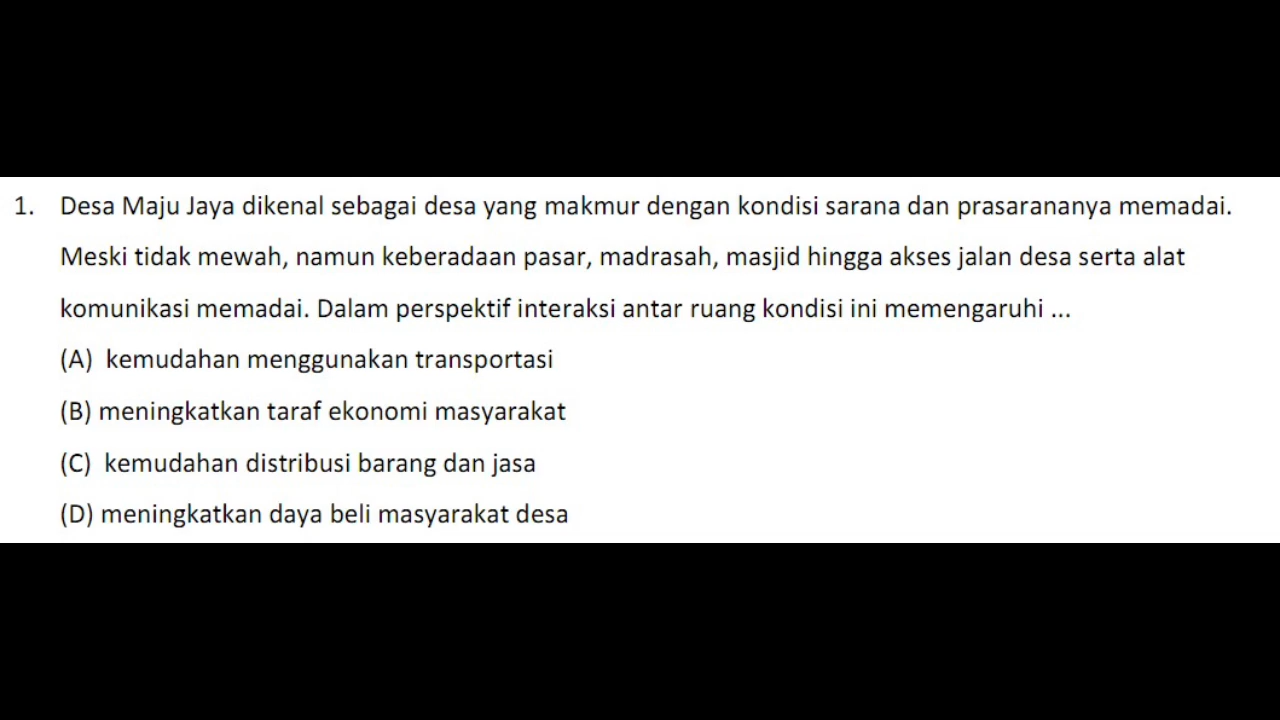 1. Desa Maju Jaya dikenal sebagai desa yang makmur dengan kondisi sarana dan prasarananya memadai.
Meski tidak mewah, namun keberadaan pasar, madrasah, masjid hingga akses jalan desa serta alat
komunikasi memadai. Dalam perspektif interaksi antar ruang kondisi ini memengaruhi ...
(A) kemudahan menggunakan transportasi
(B) meningkatkan taraf ekonomi masyarakat
(C) kemudahan distribusi barang dan jasa
(D) meningkatkan daya beli masyarakat desa